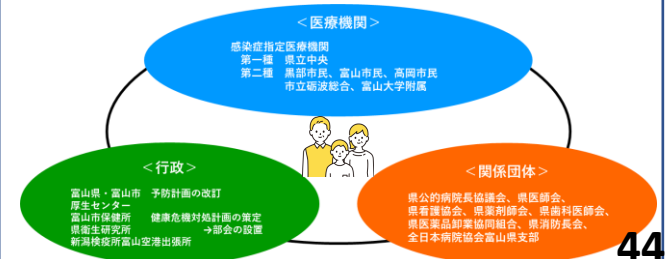 ＜医療機関＞
感染症指定医療機関
第一種　県立中央
第二種　黒部市民、富山市民、高岡市民
市立砺波総合、富山大学附属
＜行政＞
富山県・富山市　予防計画の改訂
厚生センター
富山市保健所　　健康危機対処計画の策定
県衛生研究所　　　　　　→部会の設置
新潟検疫所富山空港出張所
＜関係団体＞
県公的病院長協議会、県医師会、
県看護協会、県薬剤師会、県歯科医師会、
県医薬品卸業協同組合、県消防長会、
全日本病院協会富山県支部
44